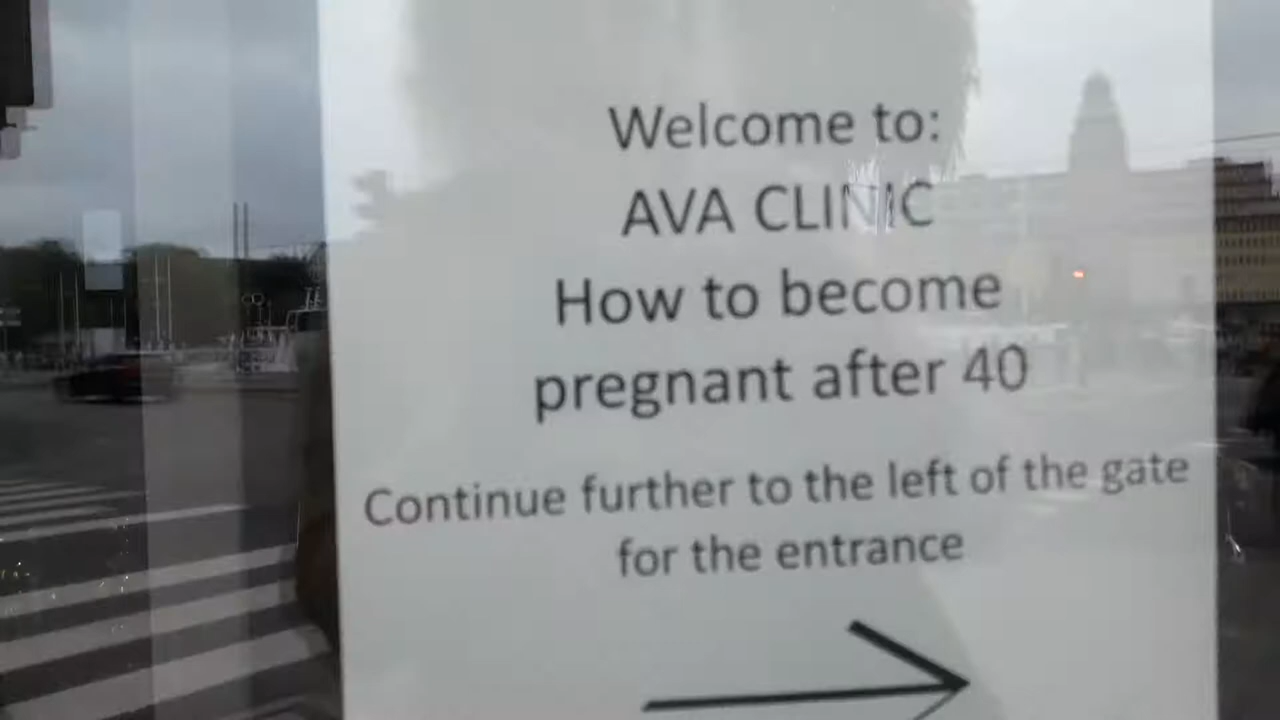 Welcome to:
AVA CLINIC
How to become
pregnant after 40
Continue further to the left of the gate
for the entrance